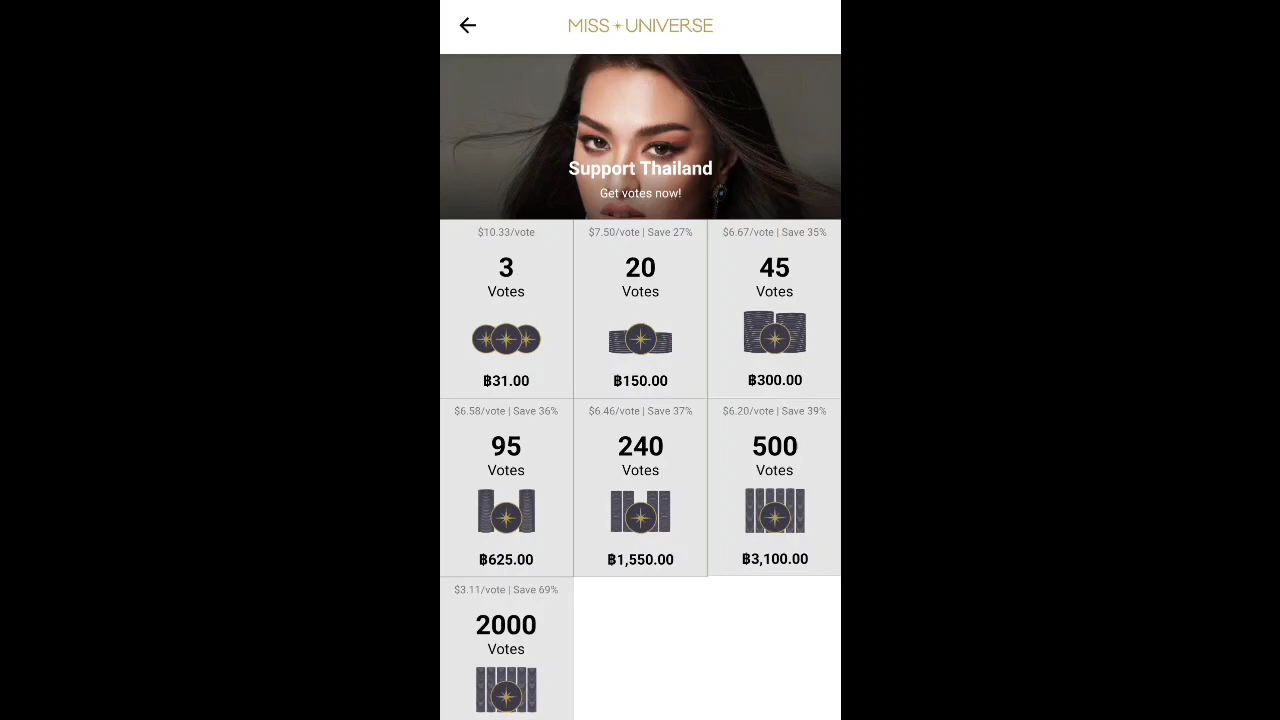 MISS UNIVERSE
Support Thailand
Get votes now!
$10.33/vote
3
Votes
฿31.00
$7.50/vote | Save 27%
20
Votes
฿150.00
$6.67/vote | Save 35%
45
Votes
฿300.00
$6.58/vote | Save 36%
95
Votes
฿625.00
$6.46/vote | Save 37%
240
Votes
฿1,550.00
$6.20/vote | Save 39%
500
Votes
฿3,100.00
$3.11/vote | Save 69%
2000
Votes